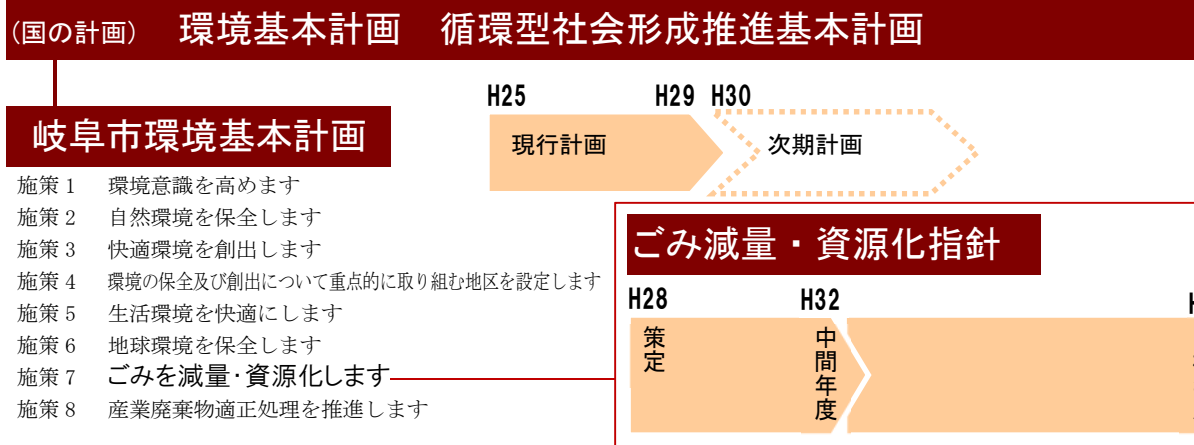 (国の計画) 環境基本計画 循環型社会形成推進基本計画
岐阜市環境基本計画
H25 H29 H30
現行計画 次期計画
施策1 環境意識を高めます
施策2 自然環境を保全します
施策3 快適環境を創出します
施策4 環境の保全及び創出について重点的に取り組む地区を設定します
施策5 生活環境を快適にします
施策6 地球環境を保全します
施策7 ごみを減量・資源化します
施策8 産業廃棄物適正処理を推進します
ごみ減量・資源化指針
H28 H32
策定
中間年度